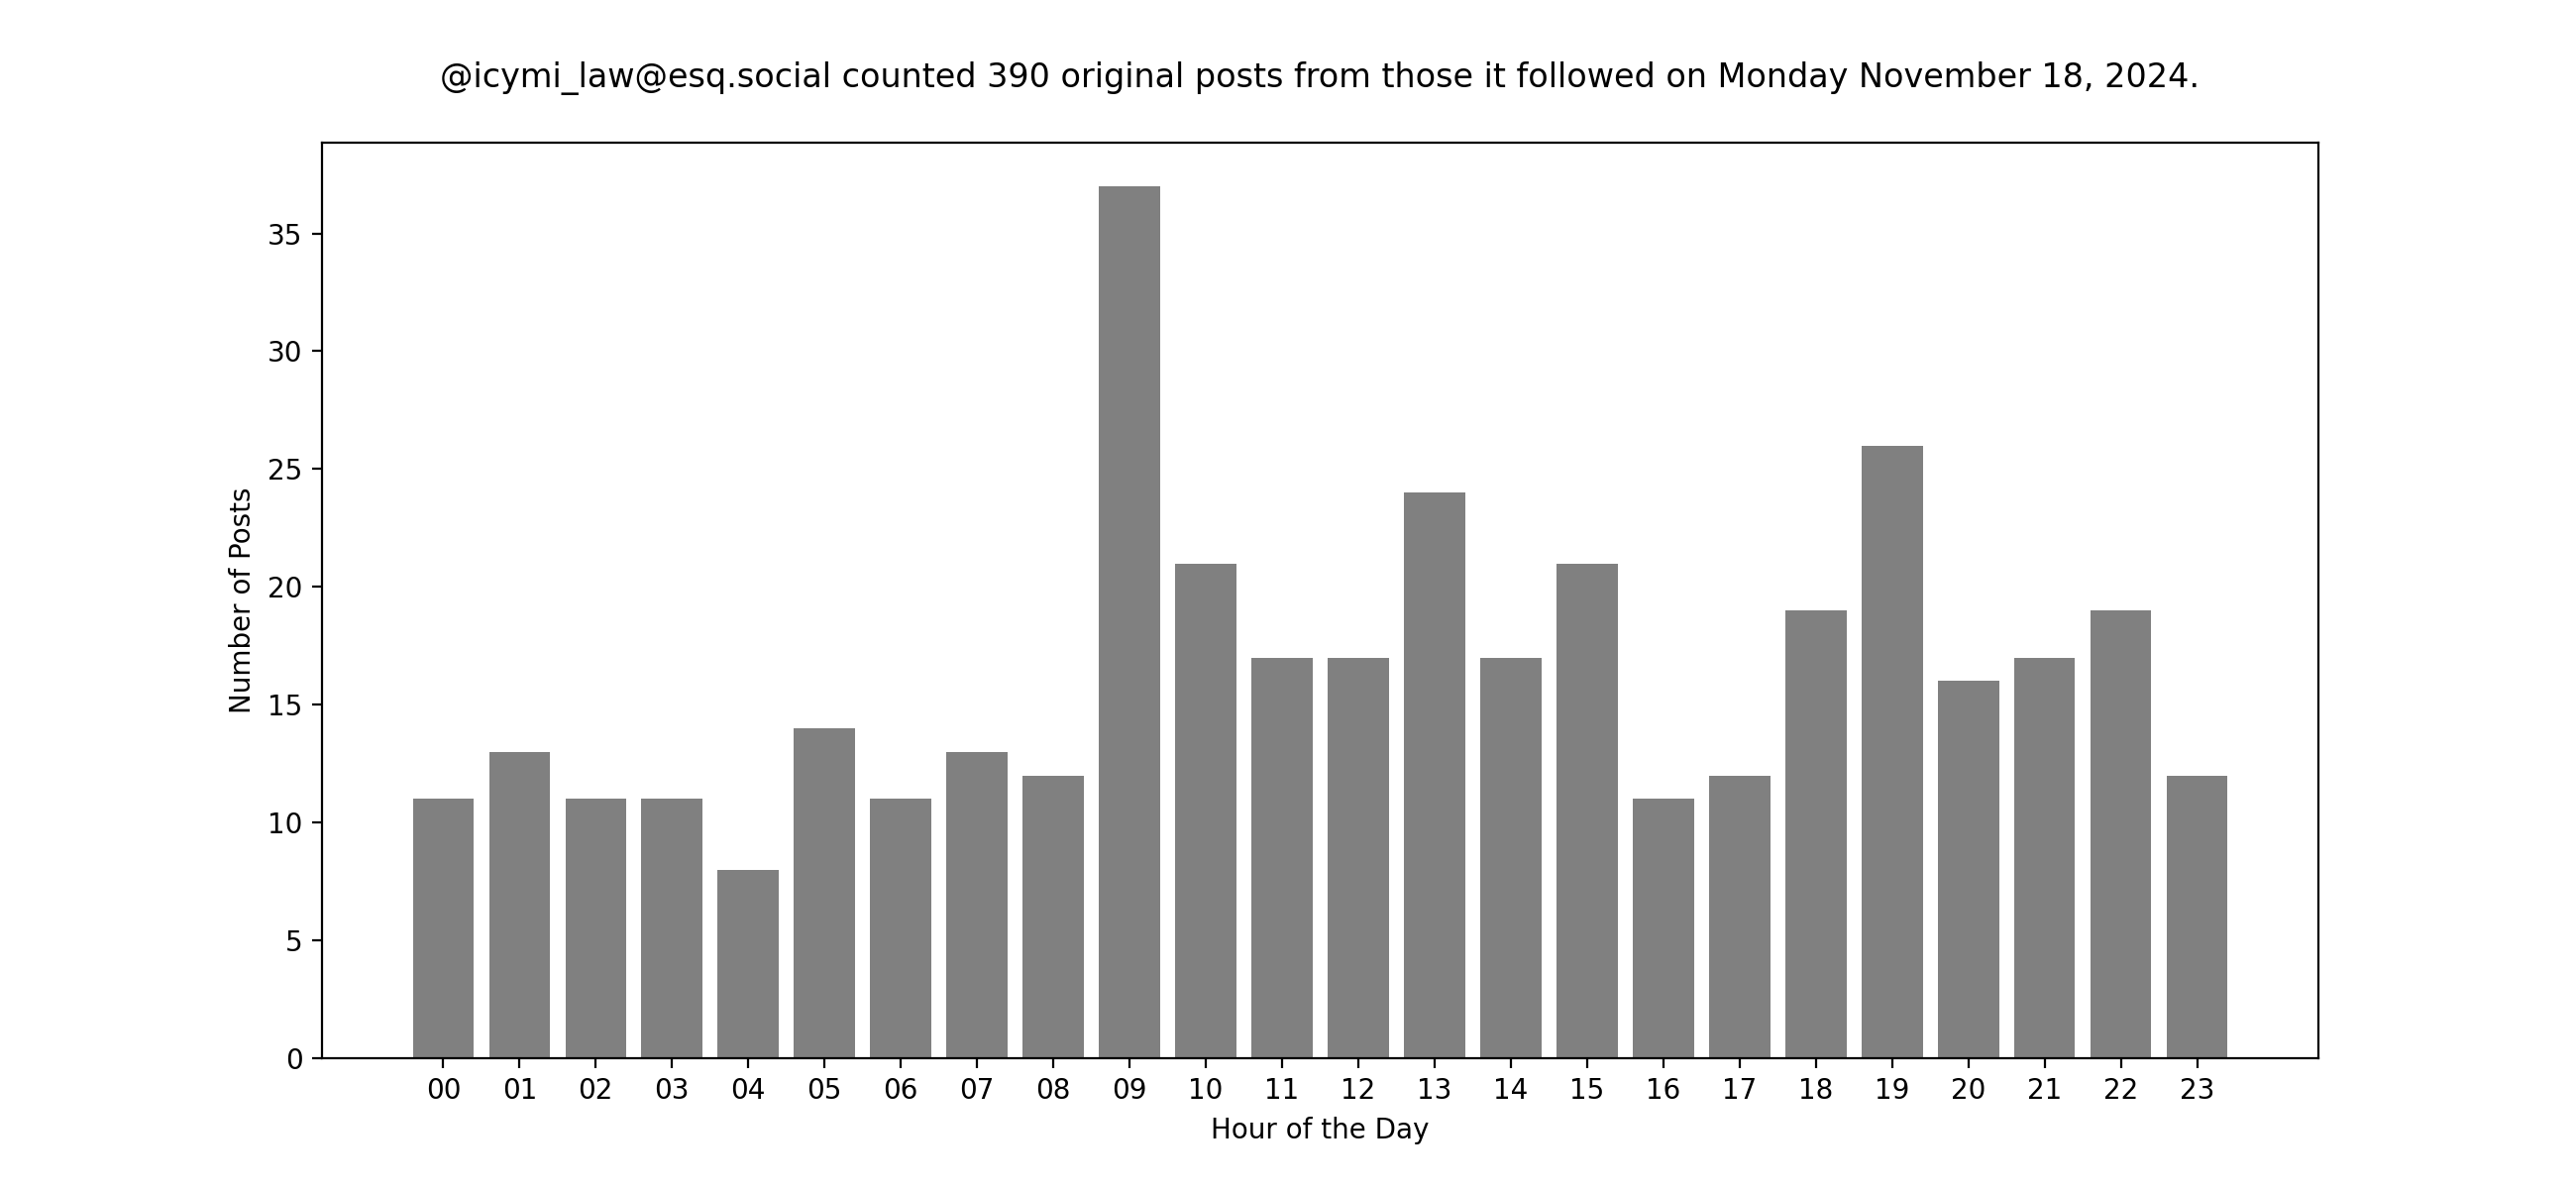 @icymi_law@esq.social counted 390 original posts from those it followed on Monday November 18, 2024.
35
30
25
20
15
10
5
0
Number of Posts
00 01 02 03 04 05 06 07 08 09 10 11 12 13 14 15 16 17 18 19 20 21 22 23
Hour of the Day